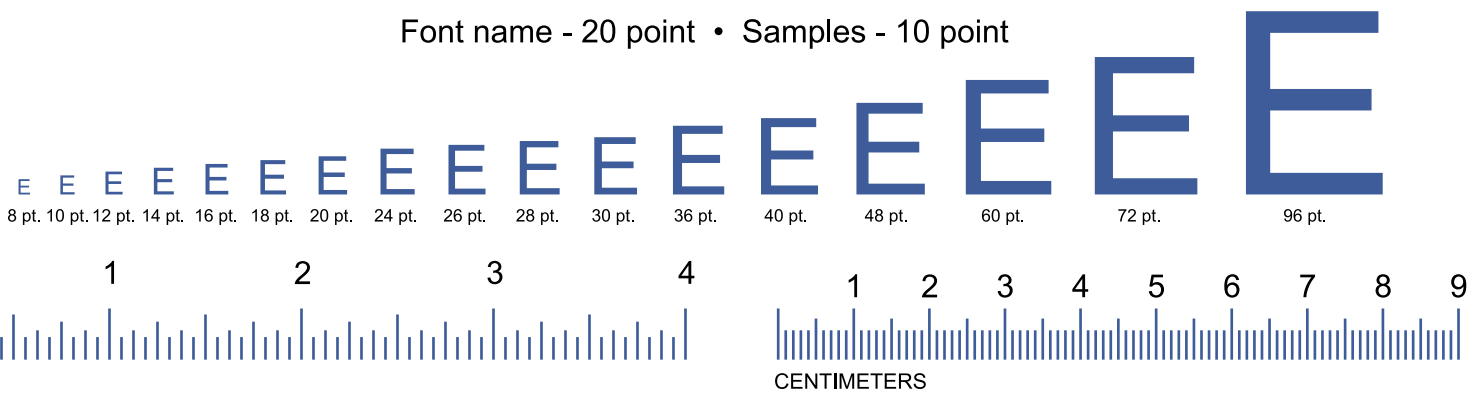 Font name - 20 point • Samples - 10 point
E E E E E E E E E E E E E E E E E
8 pt. 10 pt. 12 pt. 14 pt. 16 pt. 18 pt. 20 pt. 24 pt. 26 pt. 28 pt. 30 pt. 36 pt. 40 pt. 48 pt. 60 pt. 72 pt. 96 pt.
1 2 3 4
1 2 3 4 5 6 7 8 9
CENTIMETERS